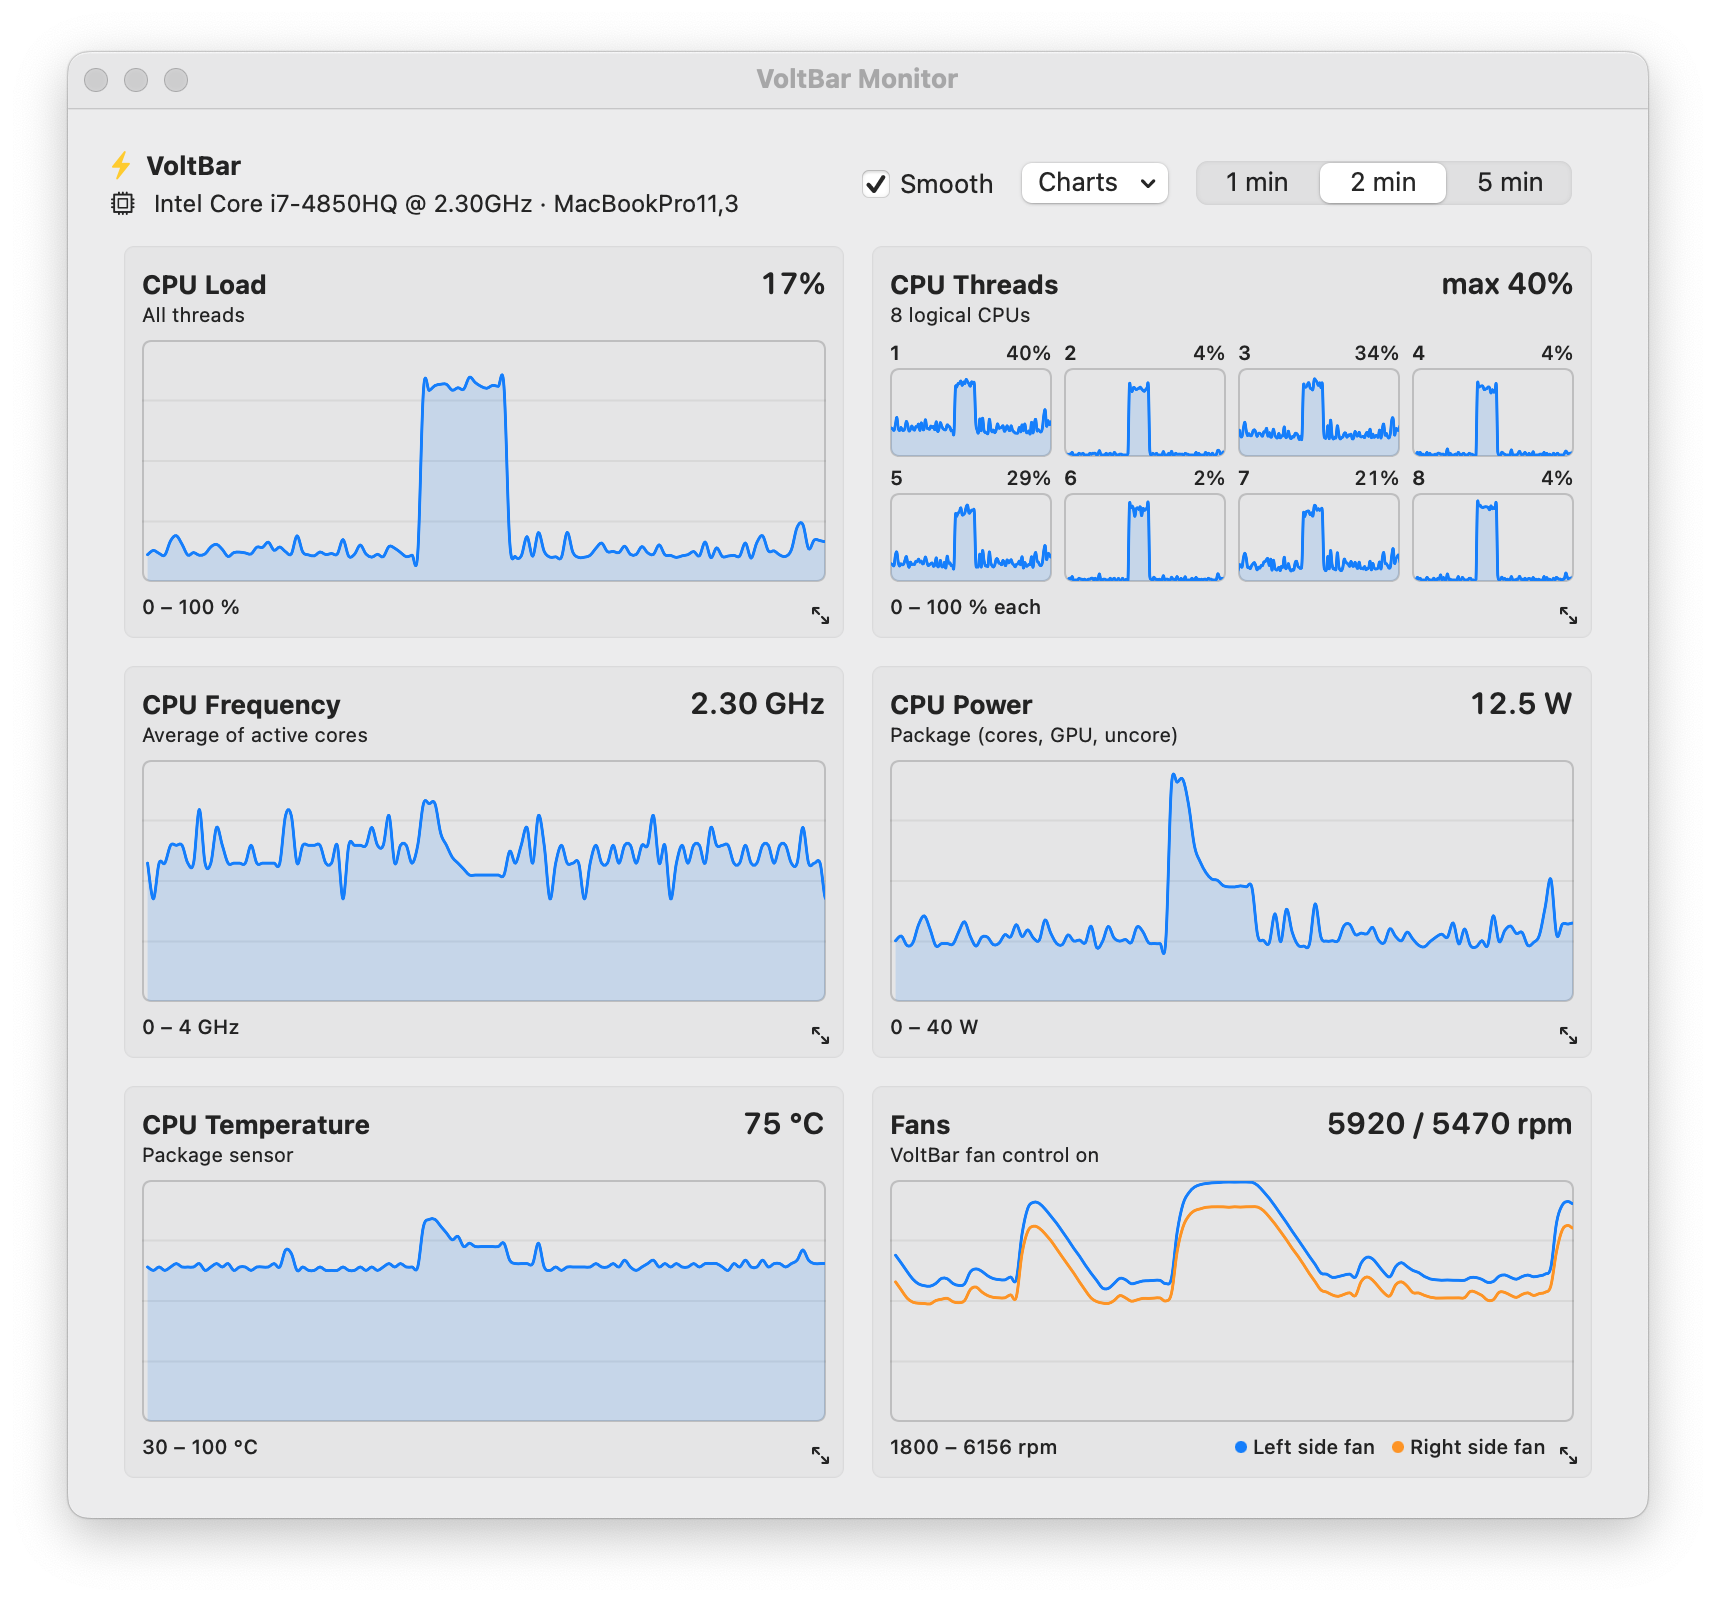 VoltBar Monitor
⚡ VoltBar
Intel Core i7-4850HQ @ 2.30GHz · MacBookPro11,3
Smooth
Charts
1 min
2 min
5 min
CPU Load
17%
All threads
0 – 100 %
CPU Threads
max 40%
8 logical CPUs
1 40%
2 4%
3 34%
4 4%
5 29%
6 2%
7 21%
8 4%
0 – 100 % each
CPU Frequency
2.30 GHz
Average of active cores
0 – 4 GHz
CPU Power
12.5 W
Package (cores, GPU, uncore)
0 – 40 W
CPU Temperature
75 °C
Package sensor
30 – 100 °C
Fans
5920 / 5470 rpm
VoltBar fan control on
1800 – 6156 rpm
Left side fan
Right side fan